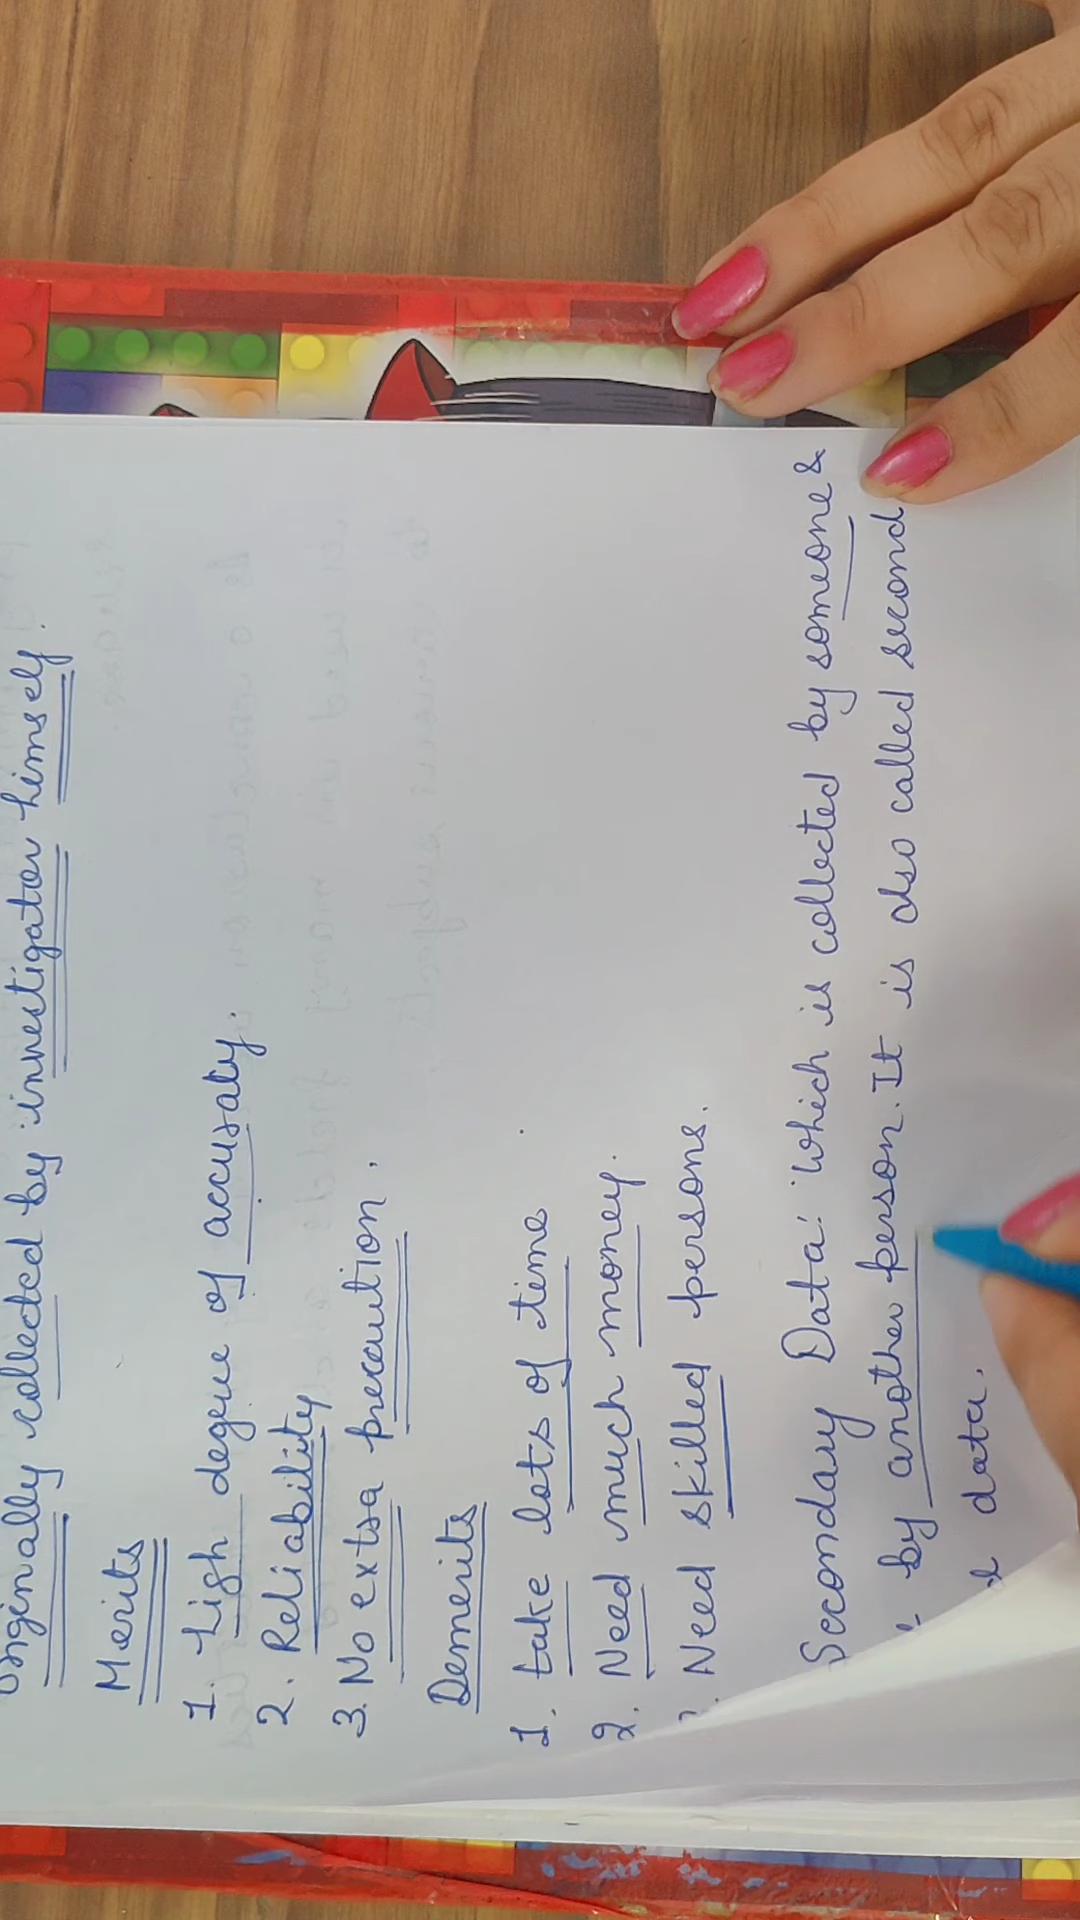 originally collected by investigator himself.
Merits
1. high degree of accuraty.
2. Reliability
3. No extra precaution.
Demerits
1. take lots of time
2. Need much money.
. Need skilled persons.
Secondary Data: Which is collected by someone &
by another person. It is also called second
data.